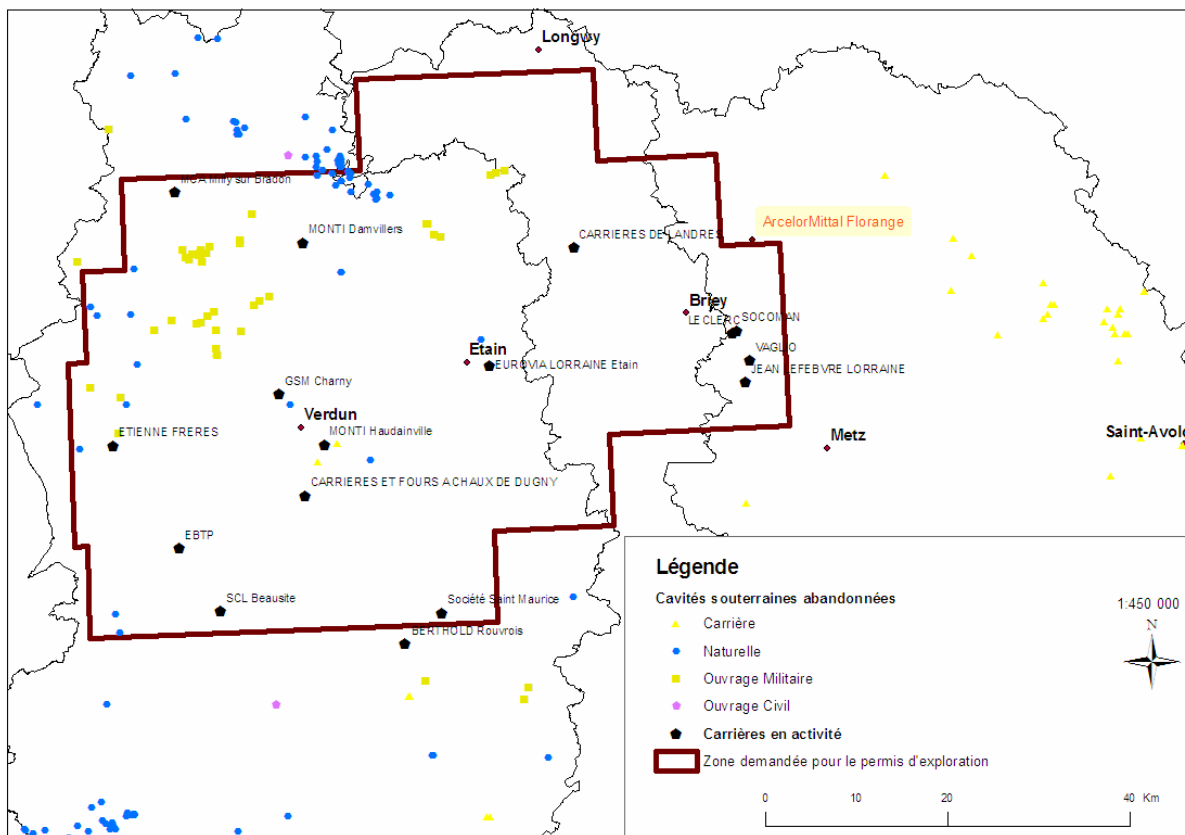 Longwy
MCA Milly sur Bradon
ArcelorMittal Florange
MONTI Damvillers
CARRIERES DE LANDRES
Briey
LECLERC
SOCOMAN
Etain
EUROVIA LORRAINE Etain
VAGLIO
JEAN LEFEBVRE LORRAINE
GSM Charny
Verdun
ETIENNE FRERES
MONTI Haudainville
Metz
Saint-Avold
CARRIERES ET FOURS A CHAUX DE DUGNY
EBTP
SCL Beausite
Société Saint Maurice
BERTHOLD Rouvrois
Légende
Cavités souterraines abandonnées
Carrière
Naturelle
Ouvrage Militaire
Ouvrage Civil
Carrières en activité
Zone demandée pour le permis d'exploration
1:450 000
N
0 10 20 40 Km